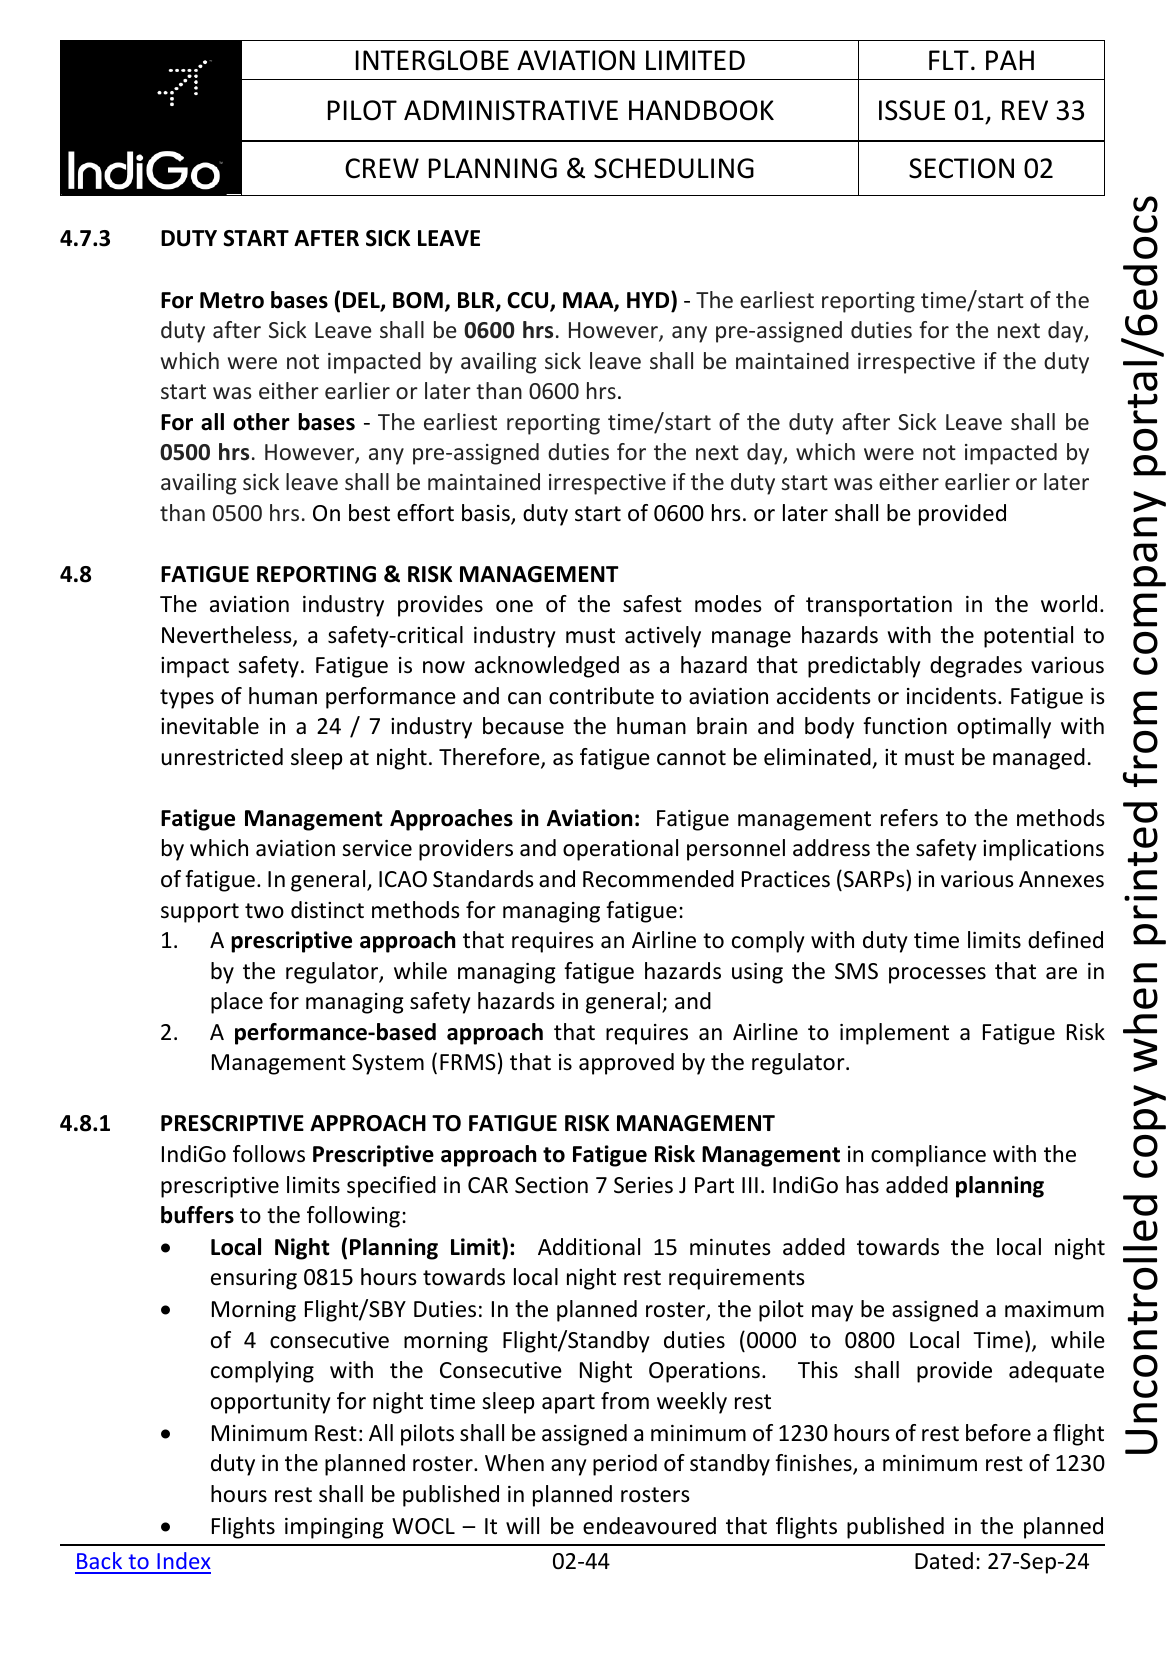 IndiGo
INTERGLOBE AVIATION LIMITED
FLT. PAH
PILOT ADMINISTRATIVE HANDBOOK
ISSUE 01, REV 33
CREW PLANNING & SCHEDULING
SECTION 02
4.7.3 DUTY START AFTER SICK LEAVE
For Metro bases (DEL, BOM, BLR, CCU, MAA, HYD) - The earliest reporting time/start of the
duty after Sick Leave shall be 0600 hrs. However, any pre-assigned duties for the next day,
which were not impacted by availing sick leave shall be maintained irrespective if the duty
start was either earlier or later than 0600 hrs.
For all other bases - The earliest reporting time/start of the duty after Sick Leave shall be
0500 hrs. However, any pre-assigned duties for the next day, which were not impacted by
availing sick leave shall be maintained irrespective if the duty start was either earlier or later
than 0500 hrs. On best effort basis, duty start of 0600 hrs. or later shall be provided
4.8 FATIGUE REPORTING & RISK MANAGEMENT
The aviation industry provides one of the safest modes of transportation in the world.
Nevertheless, a safety-critical industry must actively manage hazards with the potential to
impact safety. Fatigue is now acknowledged as a hazard that predictably degrades various
types of human performance and can contribute to aviation accidents or incidents. Fatigue is
inevitable in a 24 / 7 industry because the human brain and body function optimally with
unrestricted sleep at night. Therefore, as fatigue cannot be eliminated, it must be managed.
Fatigue Management Approaches in Aviation: Fatigue management refers to the methods
by which aviation service providers and operational personnel address the safety implications
of fatigue. In general, ICAO Standards and Recommended Practices (SARPs) in various Annexes
support two distinct methods for managing fatigue:
1. A prescriptive approach that requires an Airline to comply with duty time limits defined
by the regulator, while managing fatigue hazards using the SMS processes that are in
place for managing safety hazards in general; and
2. A performance-based approach that requires an Airline to implement a Fatigue Risk
Management System (FRMS) that is approved by the regulator.
4.8.1 PRESCRIPTIVE APPROACH TO FATIGUE RISK MANAGEMENT
IndiGo follows Prescriptive approach to Fatigue Risk Management in compliance with the
prescriptive limits specified in CAR Section 7 Series J Part III. IndiGo has added planning
buffers to the following:
• Local Night (Planning Limit): Additional 15 minutes added towards the local night
ensuring 0815 hours towards local night rest requirements
• Morning Flight/SBY Duties: In the planned roster, the pilot may be assigned a maximum
of 4 consecutive morning Flight/Standby duties (0000 to 0800 Local Time), while
complying with the Consecutive Night Operations. This shall provide adequate
opportunity for night time sleep apart from weekly rest
• Minimum Rest: All pilots shall be assigned a minimum of 1230 hours of rest before a flight
duty in the planned roster. When any period of standby finishes, a minimum rest of 1230
hours rest shall be published in planned rosters
• Flights impinging WOCL – It will be endeavoured that flights published in the planned
Back to Index
02-44
Dated: 27-Sep-24
Uncontrolled copy when printed from company portal/6edocs